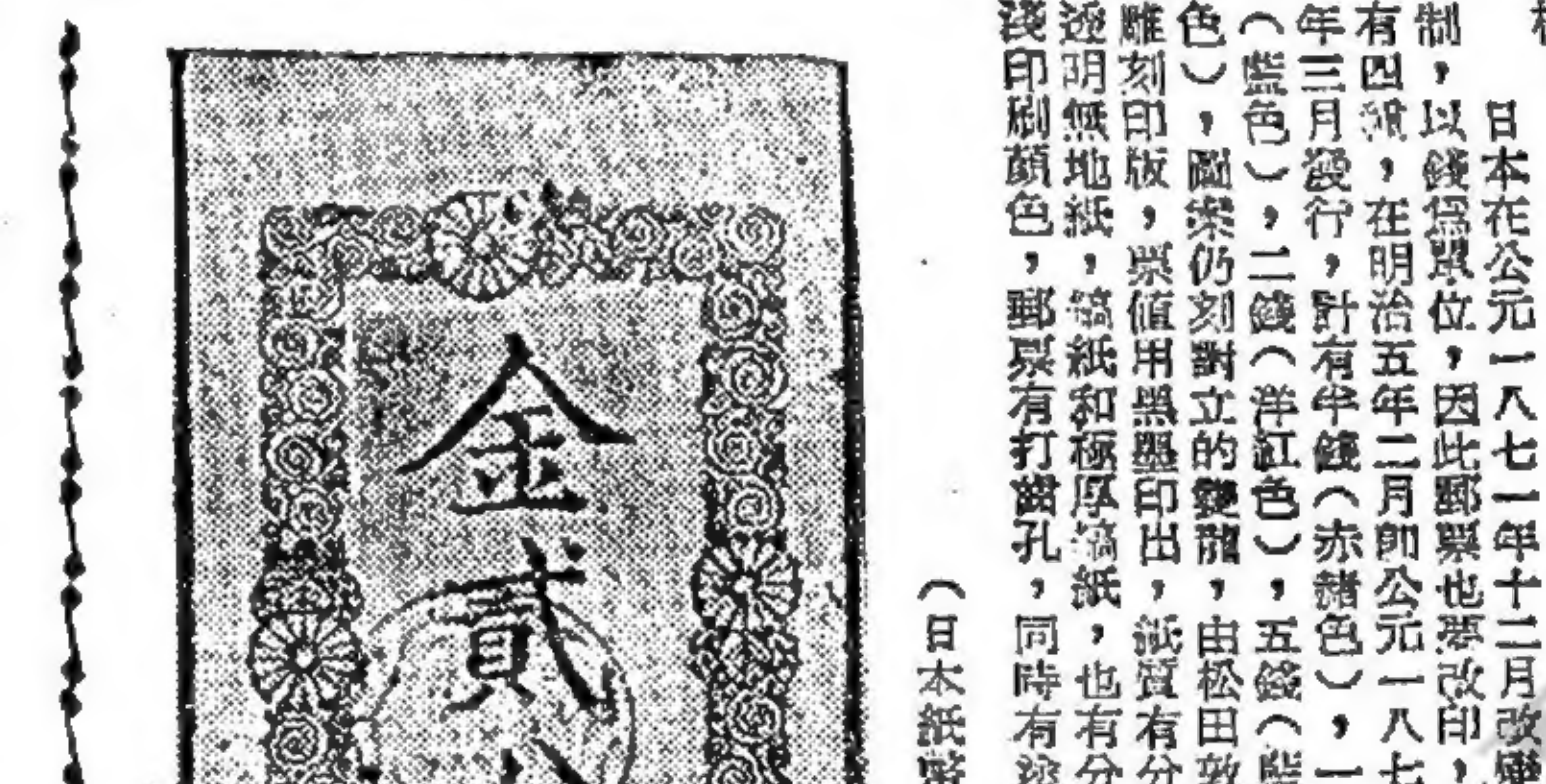 日本在公元一八七一年十二月改
制，以錢爲單位，因此郵票也要改印，
有四種，在明治五年二月卽公元一八七
年三月發行，計有半錢（赤赭色），一
（藍色），二錢（洋紅色），五錢（藍
色），圖案仍刻對立的雙龍，由松田敦
雕刻印版，票值用黑墨印出，紙質有分
透明無地紙，縞紙和極厚縞紙，也有分
淺印刷顏色，郵票有打齒孔，同時有
（日本紙幣
金貳